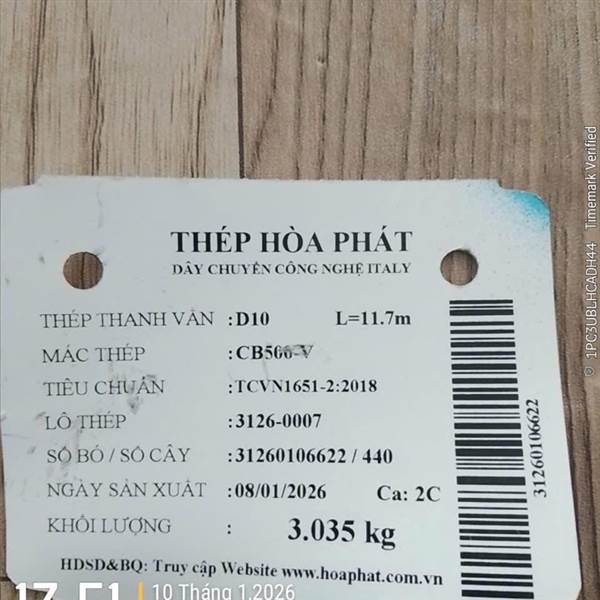 THÉP HÒA PHÁT
DÂY CHUYỀN CÔNG NGHỆ ITALY
THÉP THANH VẰN :D10 L=11.7m
MÁC THÉP :CB500-V
TIÊU CHUẨN :TCVN1651-2:2018
LÔ THÉP :3126-0007
SỐ BÓ / SỐ CÂY :31260106622 / 440
NGÀY SẢN XUẤT :08/01/2026 Ca: 2C
KHỐI LƯỢNG : 3.035 kg
HDSD&BQ: Truy cập Website www.hoaphat.com.vn
31260106622
17:51
10 Tháng 1,2026
© 1PC3UBLHCADH44 Timemark Verified